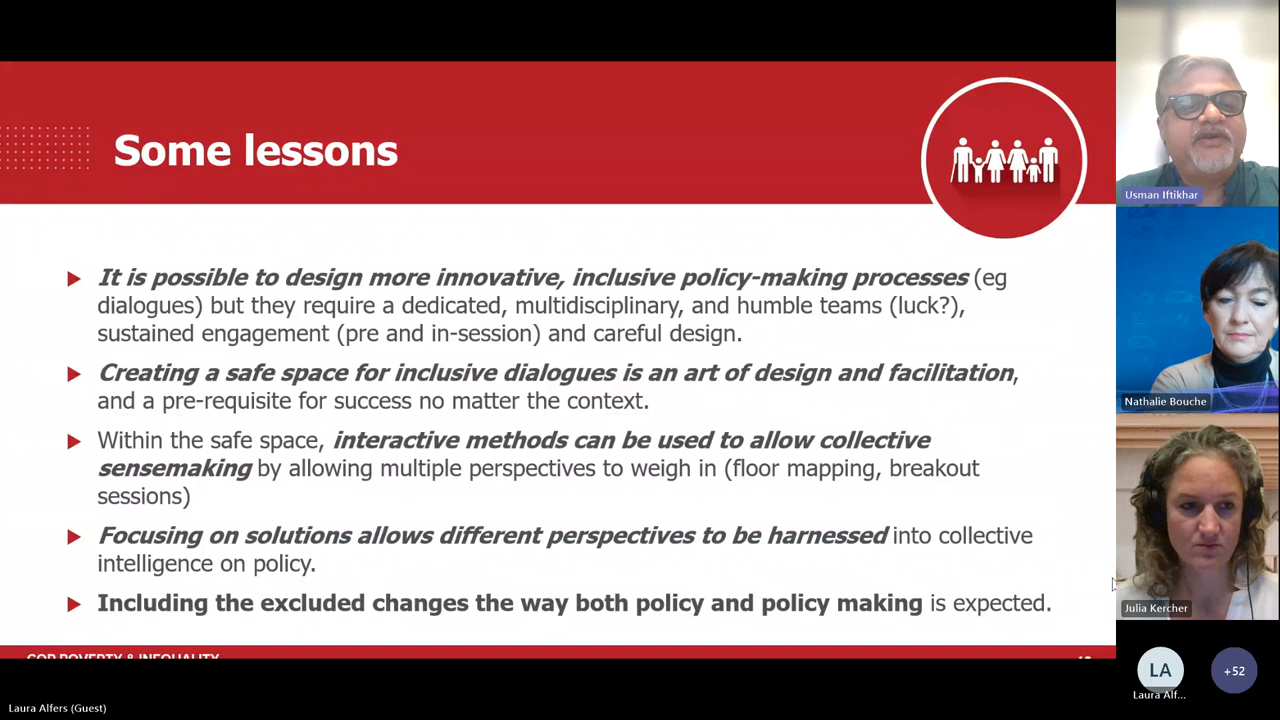 Some lessons
It is possible to design more innovative, inclusive policy-making processes (eg
dialogues) but they require a dedicated, multidisciplinary, and humble teams (luck?),
sustained engagement (pre and in-session) and careful design.
Creating a safe space for inclusive dialogues is an art of design and facilitation,
and a pre-requisite for success no matter the context.
Within the safe space, interactive methods can be used to allow collective
sensemaking by allowing multiple perspectives to weigh in (floor mapping, breakout
sessions)
Focusing on solutions allows different perspectives to be harnessed into collective
intelligence on policy.
Including the excluded changes the way both policy and policy making is expected.
POVERTY & INEQUALITY
Laura Alfers (Guest)
Usman Iftikhar
Nathalie Bouche
Julia Kercher
LA
Laura Alf...
+52